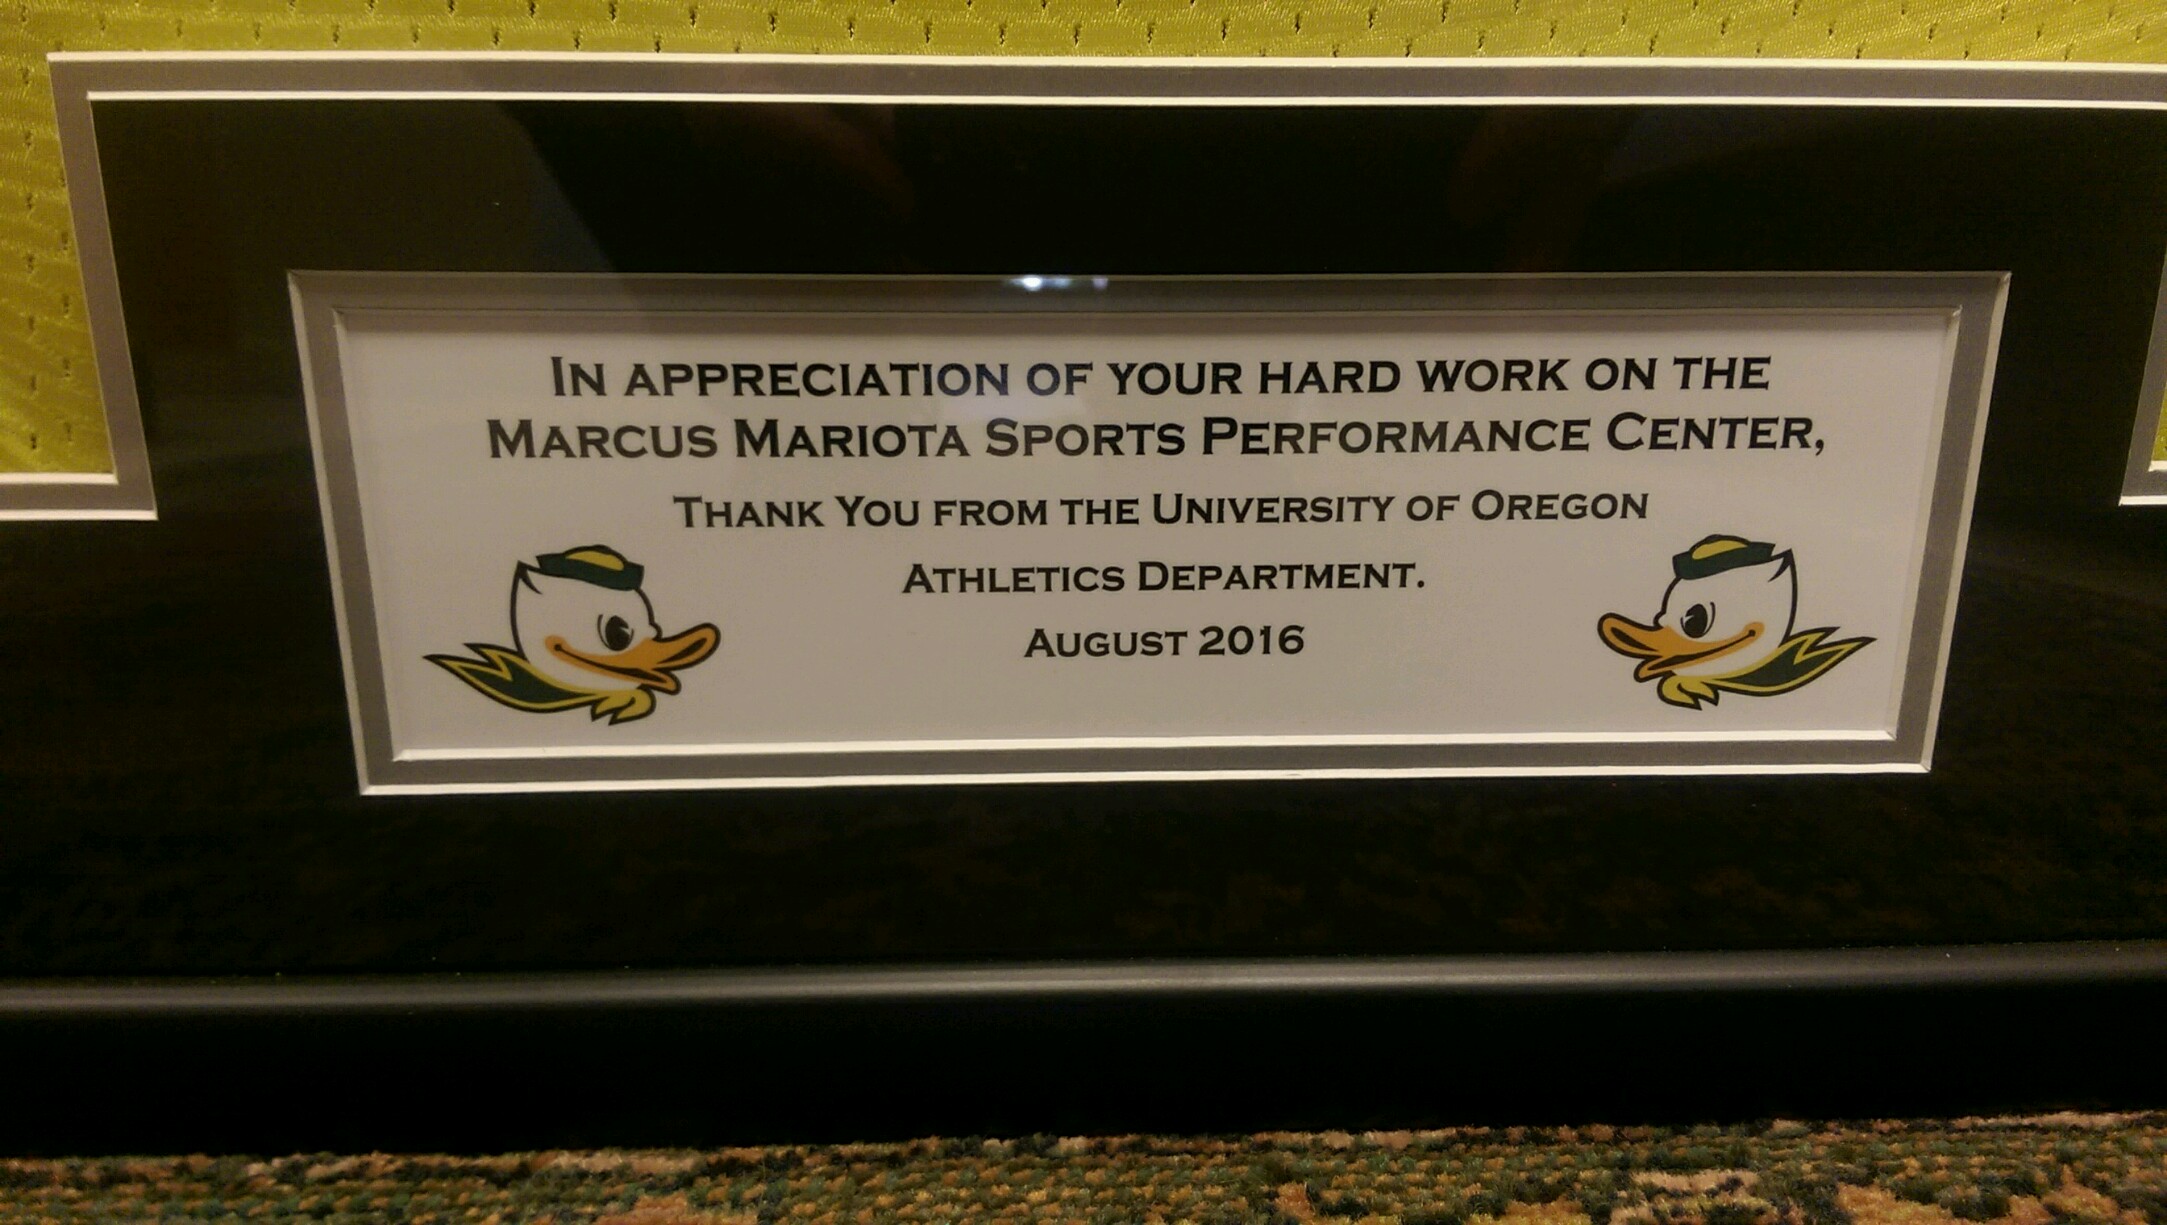 In appreciation of your hard work on the
Marcus Mariota Sports Performance Center,
Thank You from the University of Oregon
Athletics Department.
August 2016